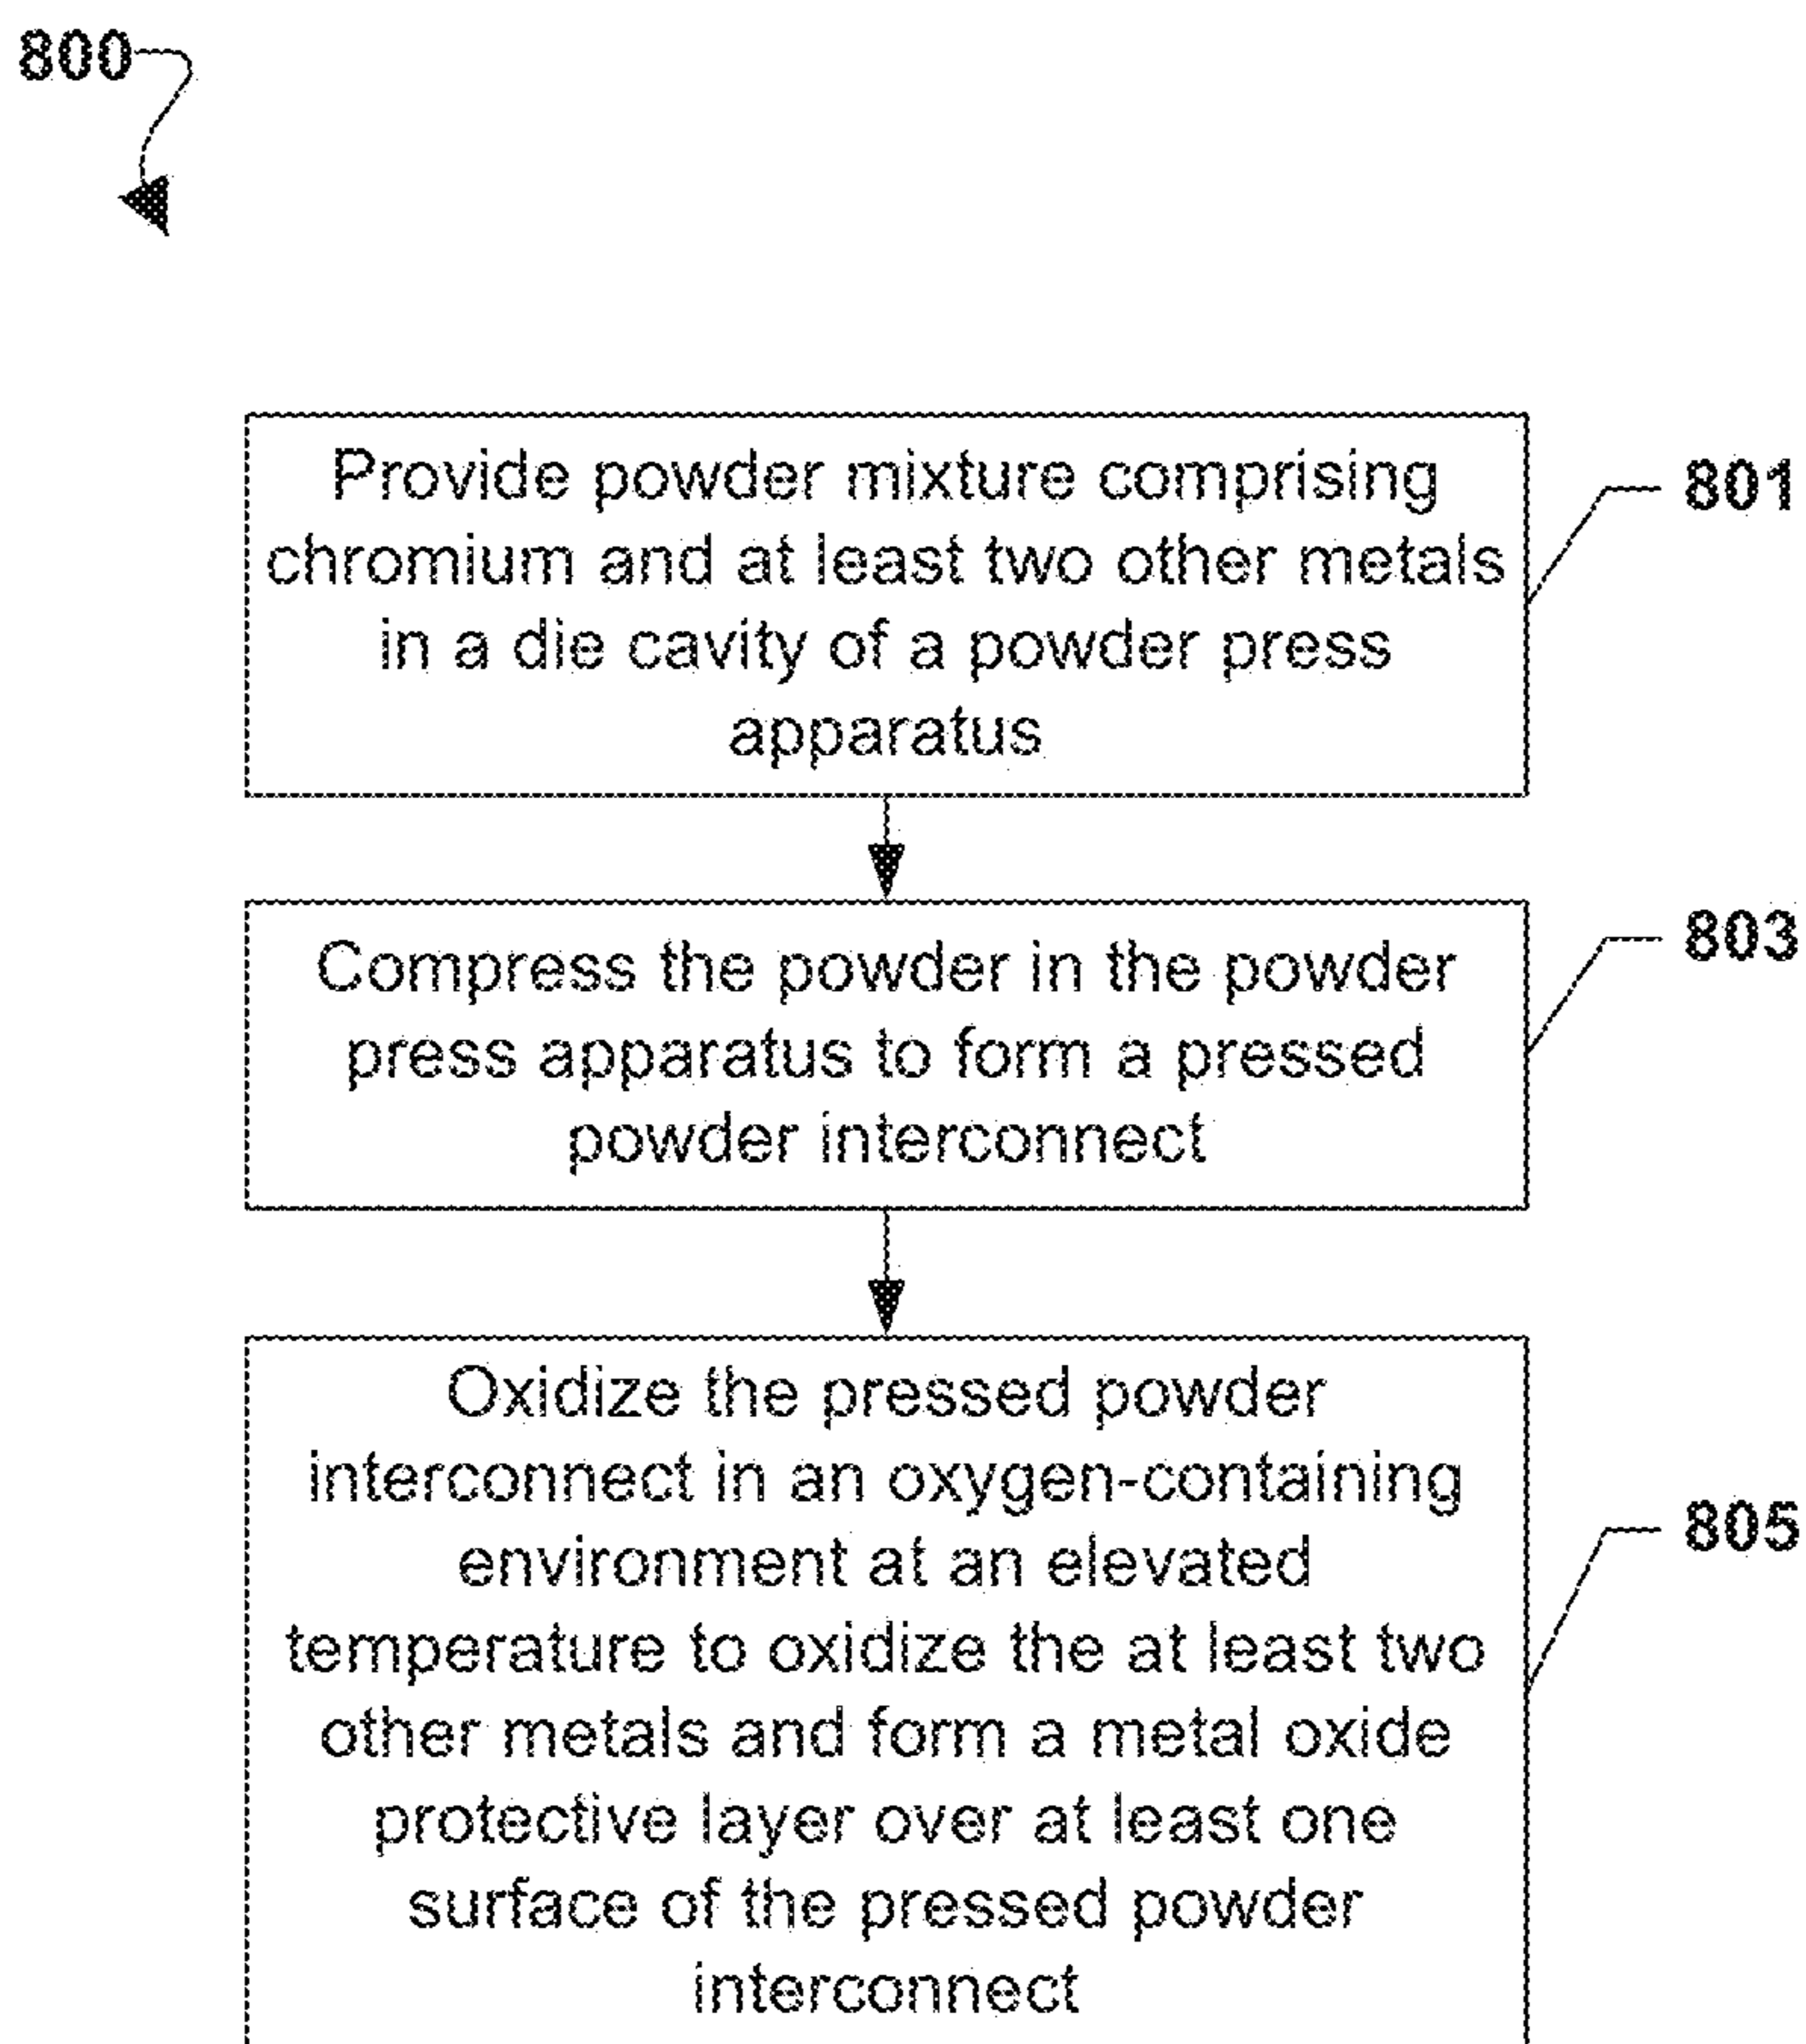 800
Provide powder mixture comprising
chromium and at least two other metals
in a die cavity of a powder press
apparatus
801
Compress the powder in the powder
press apparatus to form a pressed
powder interconnect
803
Oxidize the pressed powder
interconnect in an oxygen-containing
environment at an elevated
temperature to oxidize the at least two
other metals and form a metal oxide
protective layer over at least one
surface of the pressed powder
interconnect
805